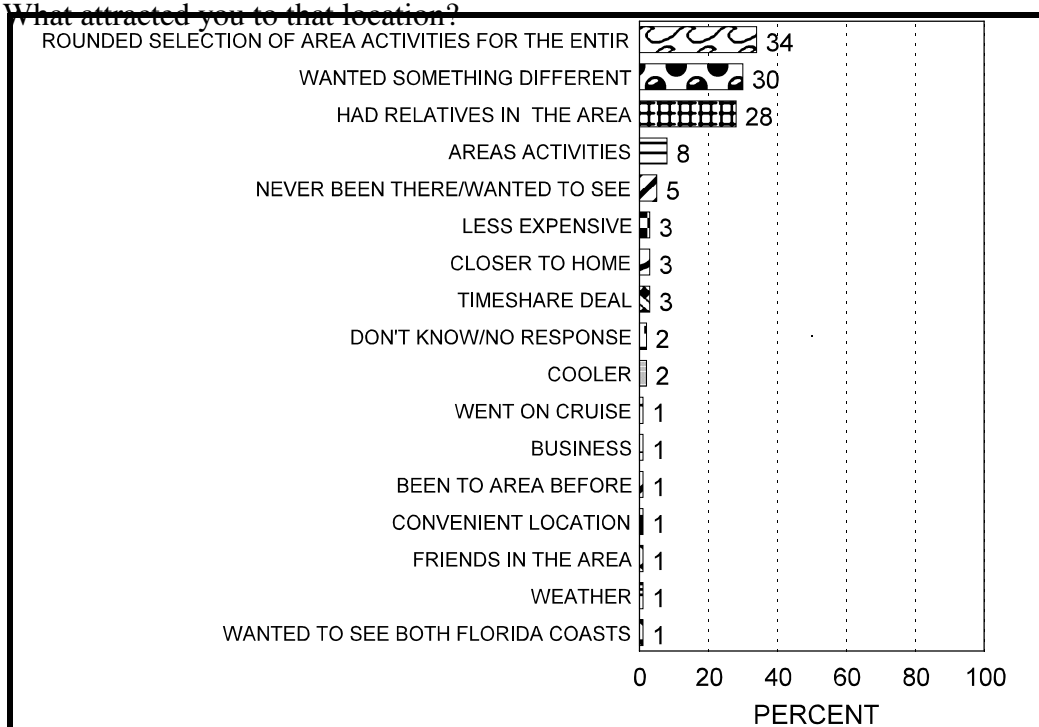 What attracted you to that location?
ROUNDED SELECTION OF AREA ACTIVITIES FOR THE ENTIR 34
WANTED SOMETHING DIFFERENT 30
HAD RELATIVES IN THE AREA 28
AREAS ACTIVITIES 8
NEVER BEEN THERE/WANTED TO SEE 5
LESS EXPENSIVE 3
CLOSER TO HOME 3
TIMESHARE DEAL 3
DON'T KNOW/NO RESPONSE 2
COOLER 2
WENT ON CRUISE 1
BUSINESS 1
BEEN TO AREA BEFORE 1
CONVENIENT LOCATION 1
FRIENDS IN THE AREA 1
WEATHER 1
WANTED TO SEE BOTH FLORIDA COASTS 1
0 20 40 60 80 100
PERCENT